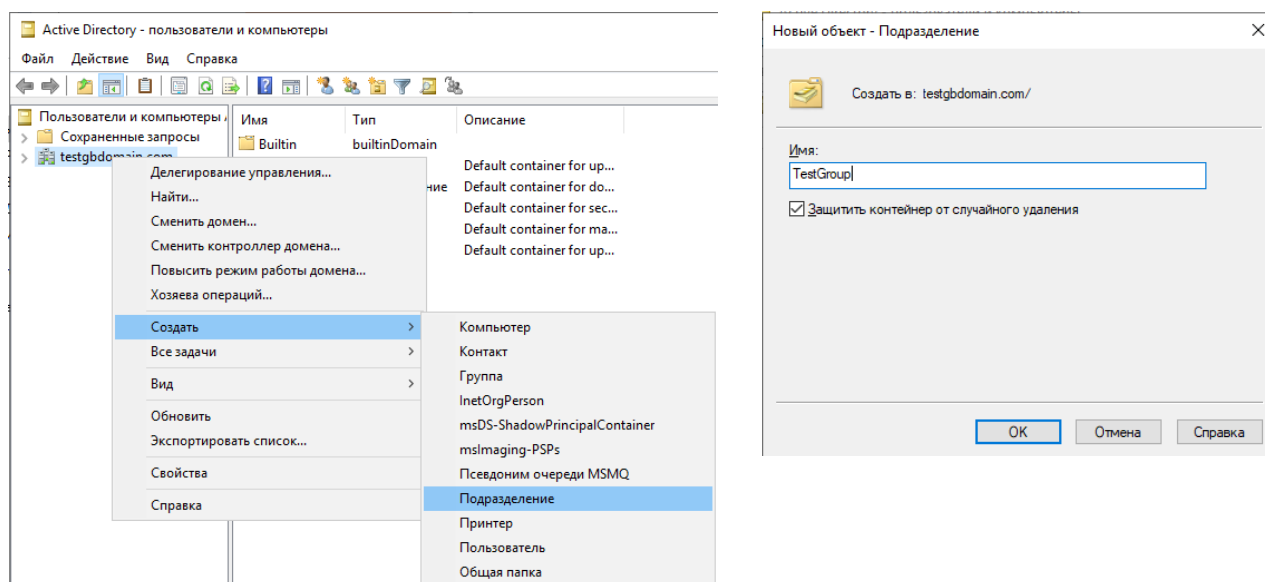 Active Directory - пользователи и компьютеры
Файл Действие Вид Справка
Пользователи и компьютеры
Сохраненные запросы
testgbdomain.com
Имя Тип Описание
Builtin builtinDomain
Default container for up...
ние Default container for do...
Default container for sec...
Default container for ma...
Default container for up...
Делегирование управления...
Найти...
Сменить домен...
Сменить контроллер домена...
Повысить режим работы домена...
Хозяева операций...
Создать
Все задачи
Вид
Обновить
Экспортировать список...
Свойства
Справка
Компьютер
Контакт
Группа
InetOrgPerson
msDS-ShadowPrincipalContainer
msImaging-PSPs
Псевдоним очереди MSMQ
Подразделение
Принтер
Пользователь
Общая папка
Новый объект - Подразделение
Создать в: testgbdomain.com/
Имя:
TestGroup
Защитить контейнер от случайного удаления
OK Отмена Справка